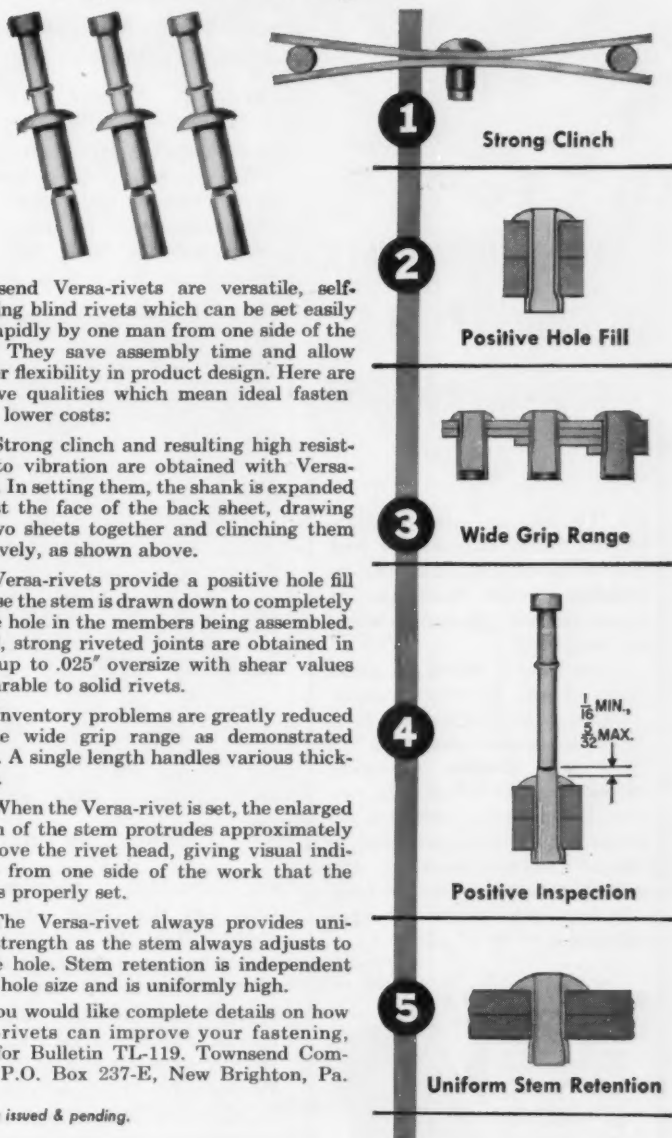 send Versa-rivets are versatile, self-
ing blind rivets which can be set easily
apidly by one man from one side of the
They save assembly time and allow
r flexibility in product design. Here are
ve qualities which mean ideal fasten
lower costs:
Strong clinch and resulting high resist-
to vibration are obtained with Versa-
. In setting them, the shank is expanded
st the face of the back sheet, drawing
wo sheets together and clinching them
vely, as shown above.
Versa-rivets provide a positive hole fill
se the stem is drawn down to completely
e hole in the members being assembled.
, strong riveted joints are obtained in
up to .025" oversize with shear values
arable to solid rivets.
nventory problems are greatly reduced
e wide grip range as demonstrated
. A single length handles various thick-
.
When the Versa-rivet is set, the enlarged
n of the stem protrudes approximately
ove the rivet head, giving visual indi-
from one side of the work that the
s properly set.
The Versa-rivet always provides uni-
strength as the stem always adjusts to
e hole. Stem retention is independent
hole size and is uniformly high.
ou would like complete details on how
rivets can improve your fastening,
for Bulletin TL-119. Townsend Com-
P.O. Box 237-E, New Brighton, Pa.
issued & pending.
1
Strong Clinch
2
Positive Hole Fill
3
Wide Grip Range
4
1/16 MIN.,
5/32 MAX.
Positive Inspection
5
Uniform Stem Retention